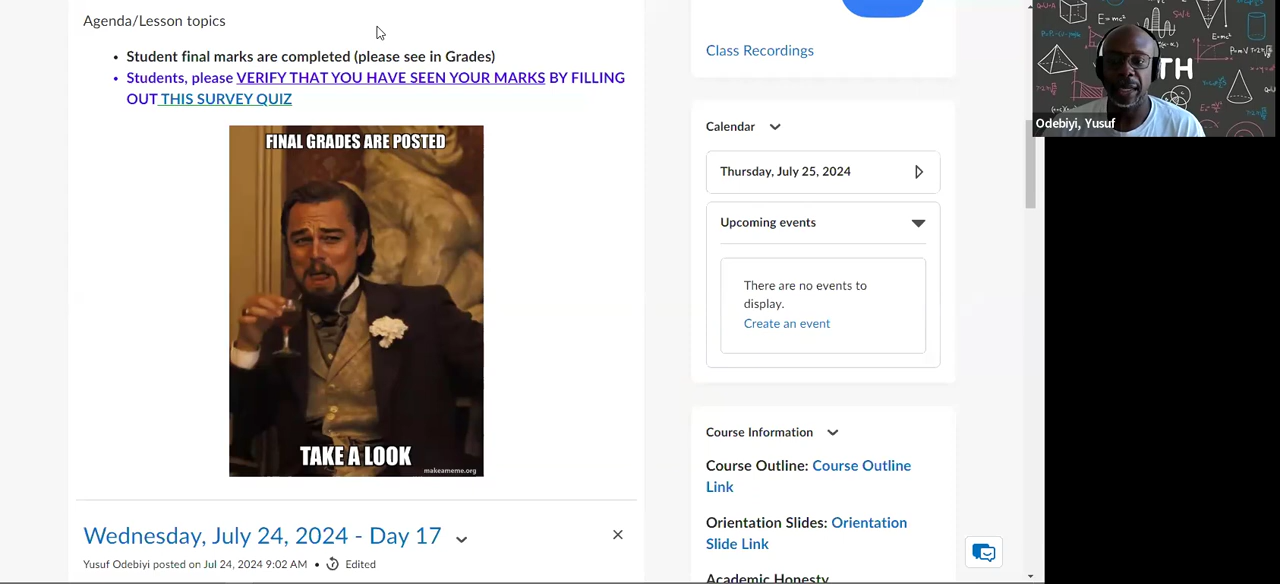 Agenda/Lesson topics
Student final marks are completed (please see in Grades)
Students, please VERIFY THAT YOU HAVE SEEN YOUR MARKS BY FILLING
OUT THIS SURVEY QUIZ
FINAL GRADES ARE POSTED
TAKE A LOOK
makeameme.org
Wednesday, July 24, 2024 - Day 17
Yusuf Odebiyi posted on Jul 24, 2024 9:02 AM • Edited
Class Recordings
Calendar
Thursday, July 25, 2024
Upcoming events
There are no events to
display.
Create an event
Course Information
Course Outline: Course Outline
Link
Orientation Slides: Orientation
Slide Link
Academic Honesty
E=mc²
TH
Odebiyi, Yusuf